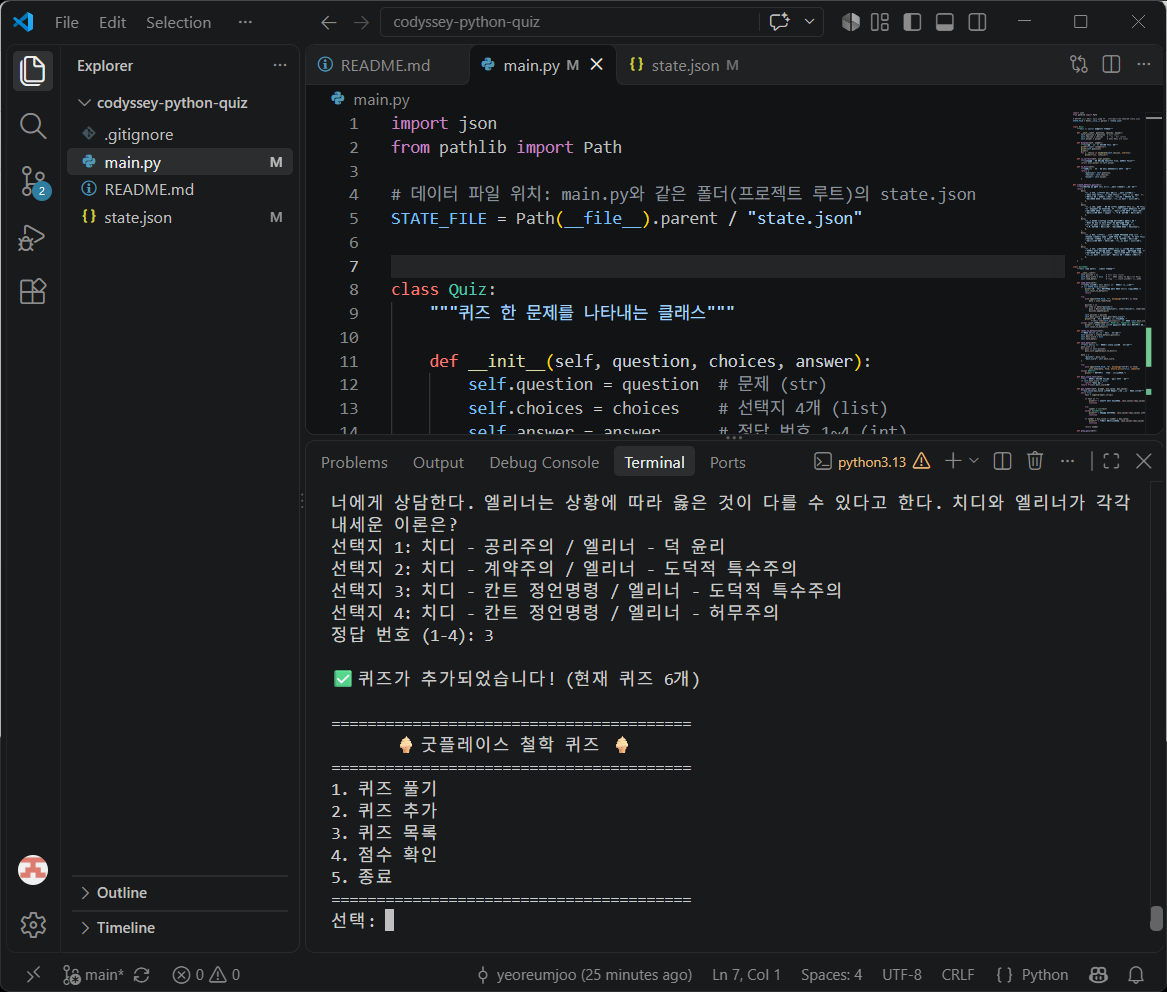 File Edit Selection ··· codyssey-python-quiz
Explorer ···
codyssey-python-quiz
.gitignore
main.py M
README.md
state.json M
2
Outline
Timeline
README.md main.py M state.json M
main.py
1 import json
2 from pathlib import Path
3
4 # 데이터 파일 위치: main.py와 같은 폴더(프로젝트 루트)의 state.json
5 STATE_FILE = Path(__file__).parent / "state.json"
6
7
8 class Quiz:
9 """퀴즈 한 문제를 나타내는 클래스"""
10
11 def __init__(self, question, choices, answer):
12 self.question = question # 문제 (str)
13 self.choices = choices # 선택지 4개 (list)
14 self.answer = answer # 정답 번호 1~4 (int)
Problems Output Debug Console Terminal Ports python3.13
너에게 상담한다. 엘리너는 상황에 따라 옳은 것이 다를 수 있다고 한다. 치디와 엘리너가 각각
내세운 이론은?
선택지 1: 치디 - 공리주의 / 엘리너 - 덕 윤리
선택지 2: 치디 - 계약주의 / 엘리너 - 도덕적 특수주의
선택지 3: 치디 - 칸트 정언명령 / 엘리너 - 도덕적 특수주의
선택지 4: 치디 - 칸트 정언명령 / 엘리너 - 허무주의
정답 번호 (1-4): 3
✅ 퀴즈가 추가되었습니다! (현재 퀴즈 6개)
========================================
🍦 굿플레이스 철학 퀴즈 🍦
========================================
1. 퀴즈 풀기
2. 퀴즈 추가
3. 퀴즈 목록
4. 점수 확인
5. 종료
========================================
선택:
main* 0 0 yeoreumjoo (25 minutes ago) Ln 7, Col 1 Spaces: 4 UTF-8 CRLF {} Python